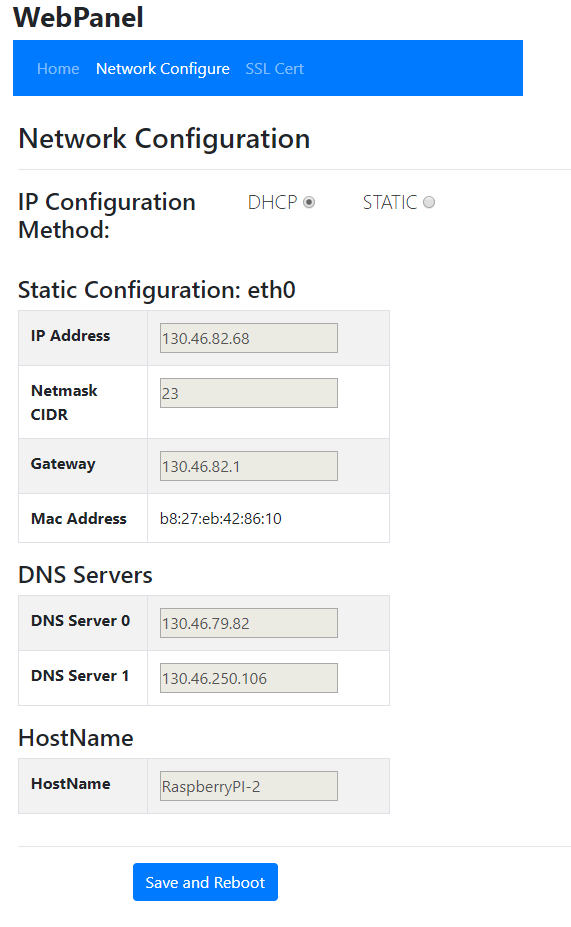 WebPanel
Home Network Configure SSL Cert
Network Configuration
IP Configuration
Method:
DHCP STATIC
Static Configuration: eth0
IP Address 130.46.82.68
Netmask
CIDR
23
Gateway 130.46.82.1
Mac Address b8:27:eb:42:86:10
DNS Servers
DNS Server 0 130.46.79.82
DNS Server 1 130.46.250.106
HostName
HostName RaspberryPI-2
Save and Reboot